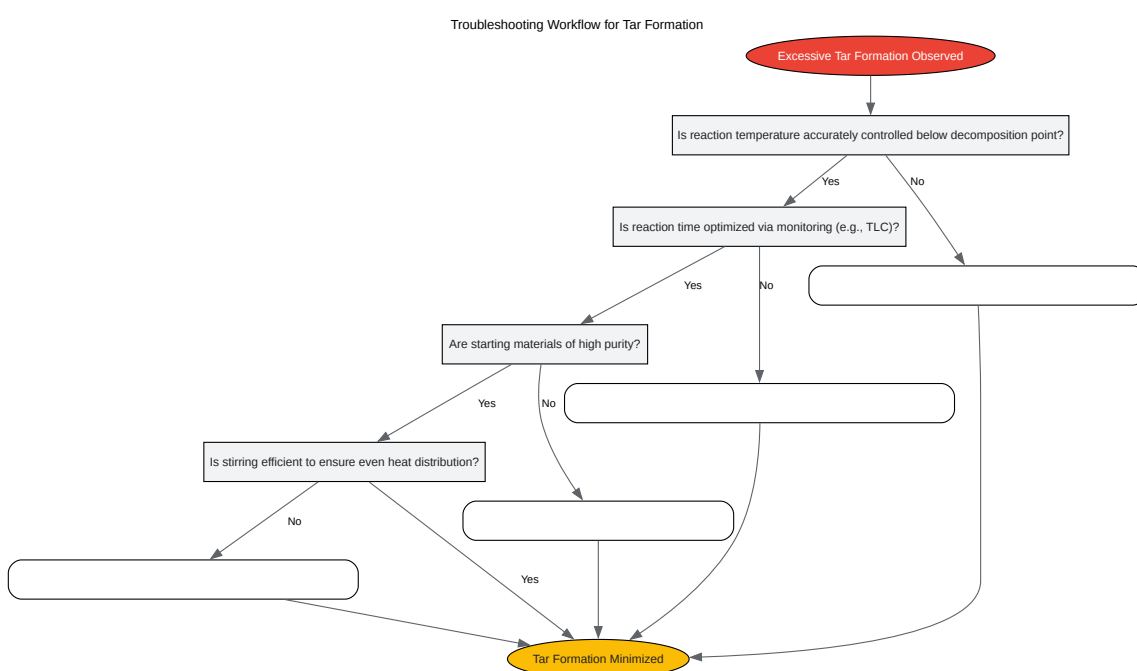 Troubleshooting Workflow for Tar Formation
Excessive Tar Formation Observed
Is reaction temperature accurately controlled below decomposition point?
Yes
No
Is reaction time optimized via monitoring (e.g., TLC)?
Yes
No
Are starting materials of high purity?
Yes
No
Is stirring efficient to ensure even heat distribution?
No
Yes
Tar Formation Minimized